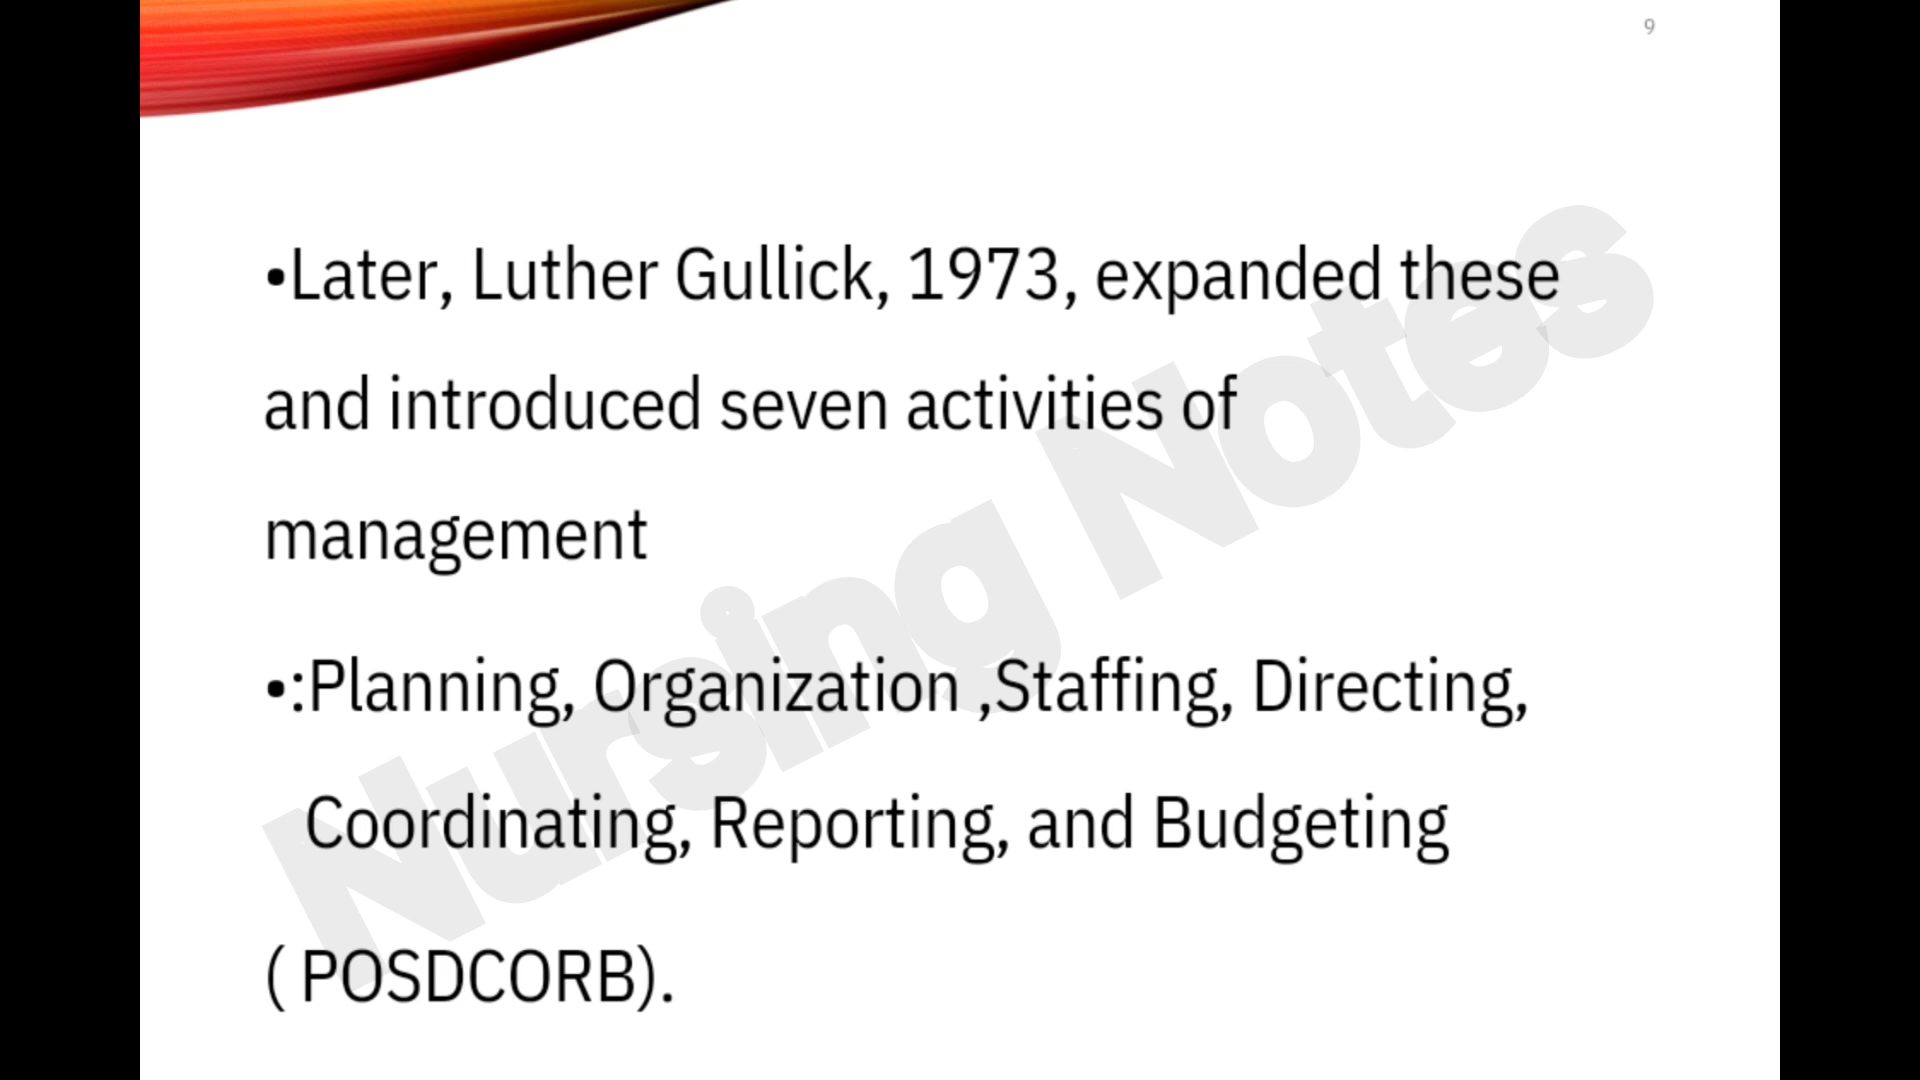 9
•Later, Luther Gullick, 1973, expanded these
and introduced seven activities of
management
•:Planning, Organization ,Staffing, Directing,
Coordinating, Reporting, and Budgeting
( POSDCORB).
Nursing Notes